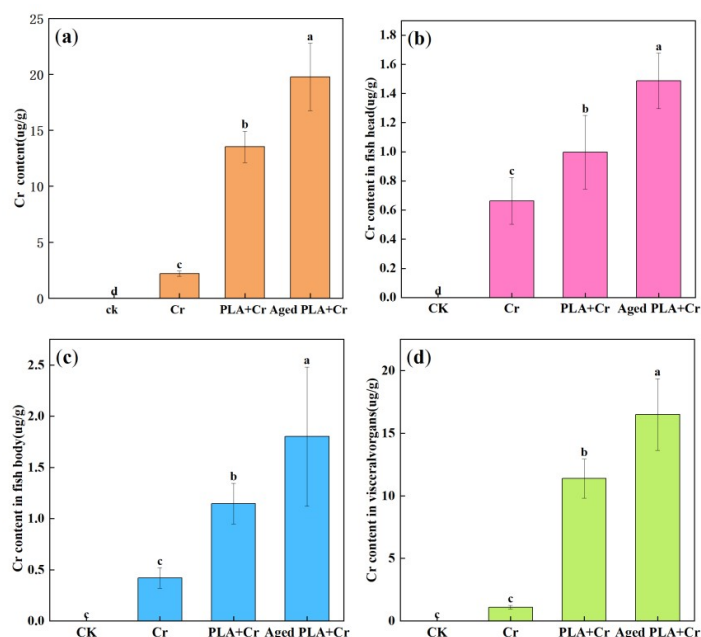 (a)
Cr content(ug/g)
25
20
15
10
5
0
d
c
b
a
ck Cr PLA+Cr Aged PLA+Cr
(b)
Cr content in fish head(ug/g)
1.8
1.6
1.4
1.2
1.0
0.8
0.6
0.4
0.2
0.0
d
c
b
a
CK Cr PLA+Cr Aged PLA+Cr
(c)
Cr content in fish body(ug/g)
2.5
2.0
1.5
1.0
0.5
0.0
c
c
b
a
CK Cr PLA+Cr Aged PLA+Cr
(d)
Cr content in visceralvorgans(ug/g)
20
15
10
5
0
c
c
b
a
CK Cr PLA+Cr Aged PLA+Cr